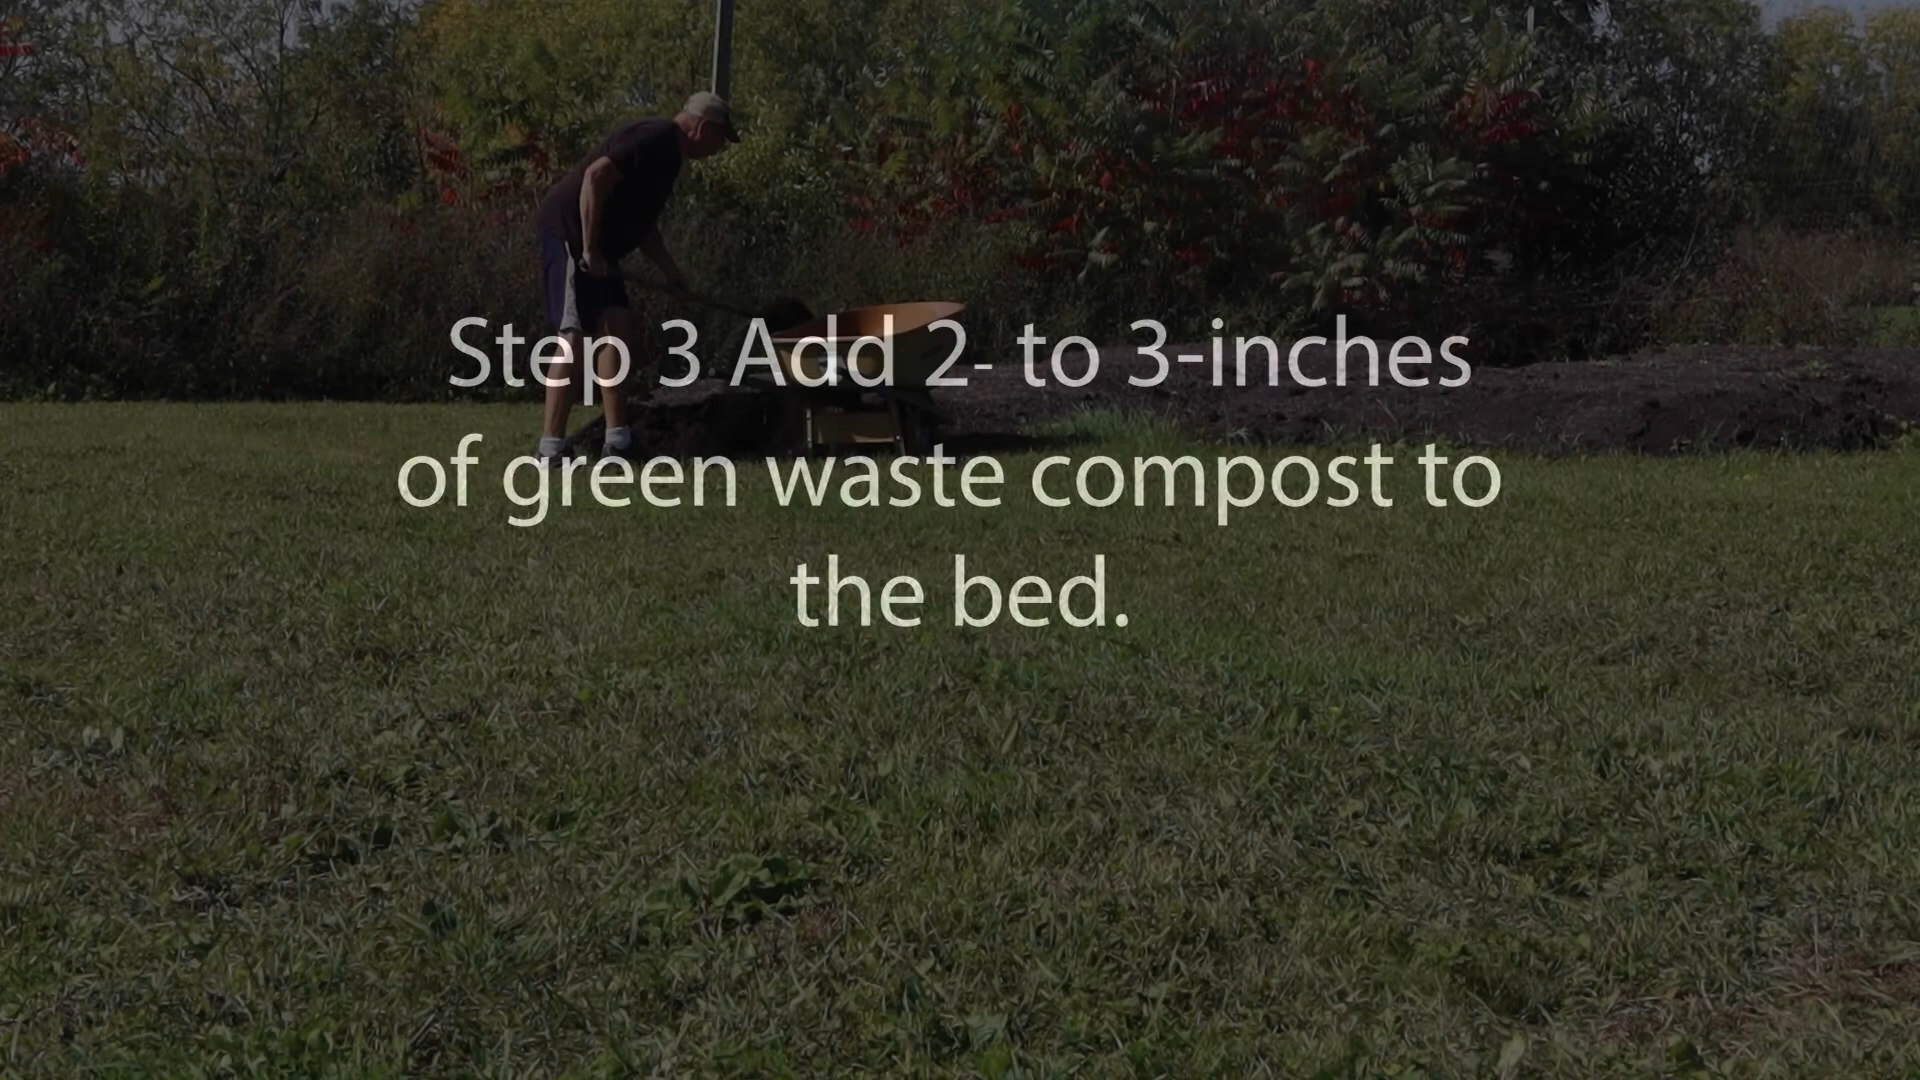 Step 3 Add 2- to 3-inches
of green waste compost to
the bed.